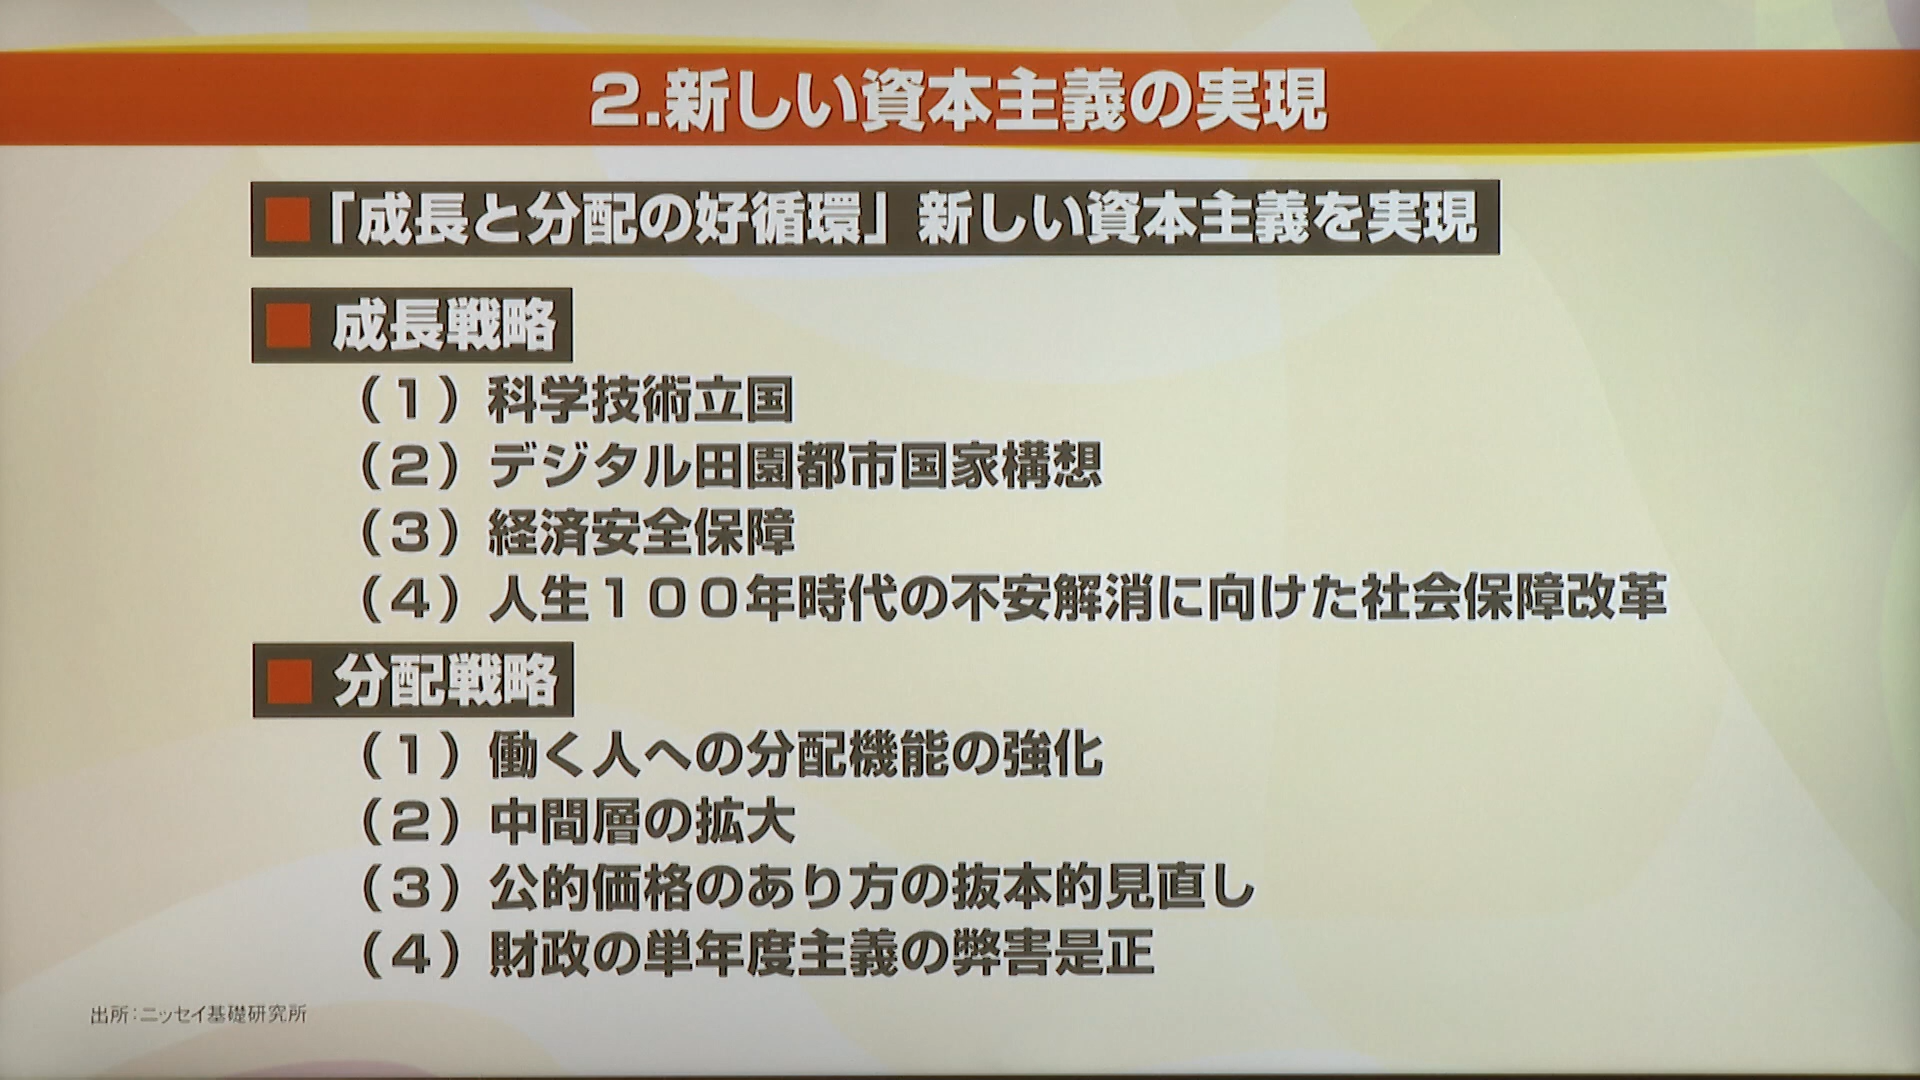 2.新しい資本主義の実現
■「成長と分配の好循環」新しい資本主義を実現
■ 成長戦略
（１）科学技術立国
（２）デジタル田園都市国家構想
（３）経済安全保障
（４）人生１００年時代の不安解消に向けた社会保障改革
■ 分配戦略
（１）働く人への分配機能の強化
（２）中間層の拡大
（３）公的価格のあり方の抜本的見直し
（４）財政の単年度主義の弊害是正
出所：ニッセイ基礎研究所